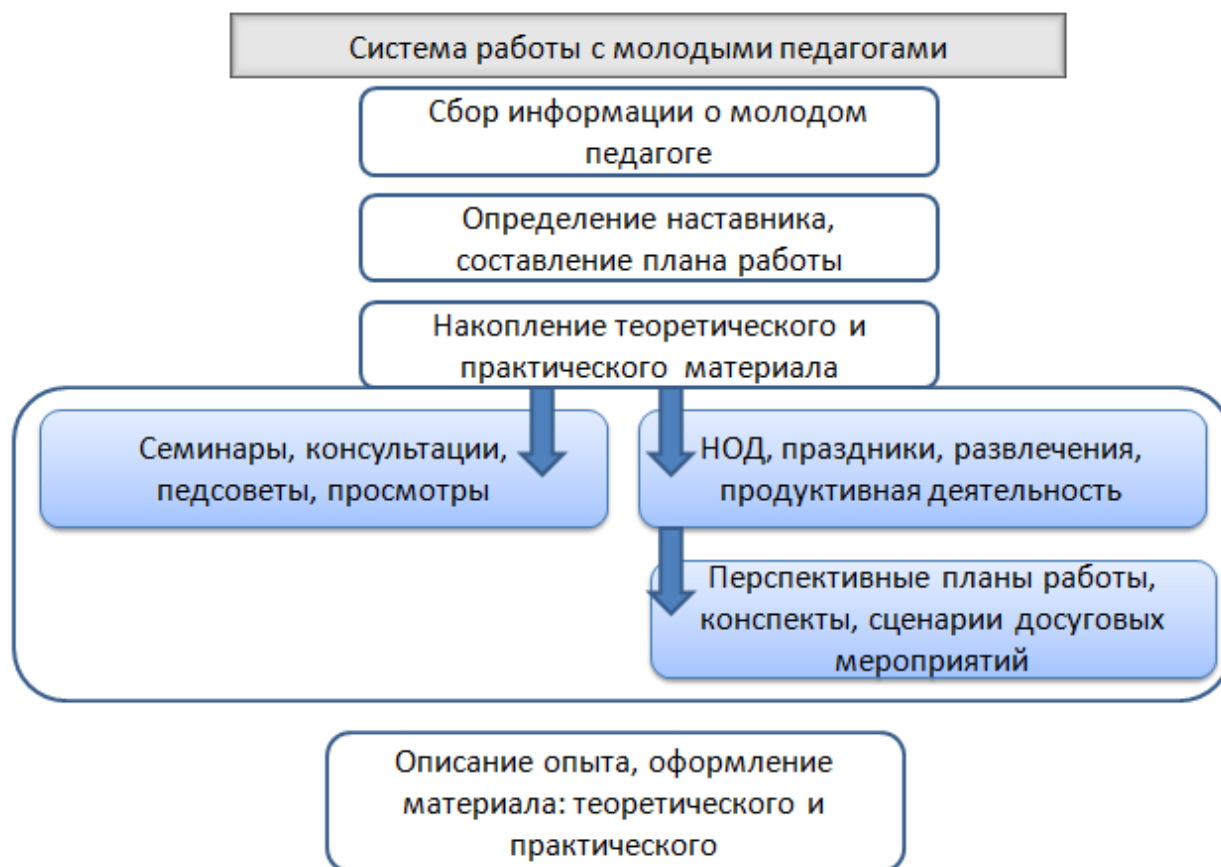 Система работы с молодыми педагогами
Сбор информации о молодом
педагоге
Определение наставника,
составление плана работы
Накопление теоретического и
практического материала
Семинары, консультации,
педсоветы, просмотры
НОД, праздники, развлечения,
продуктивная деятельность
Перспективные планы работы,
конспекты, сценарии досуговых
мероприятий
Описание опыта, оформление
материала: теоретического и
практического